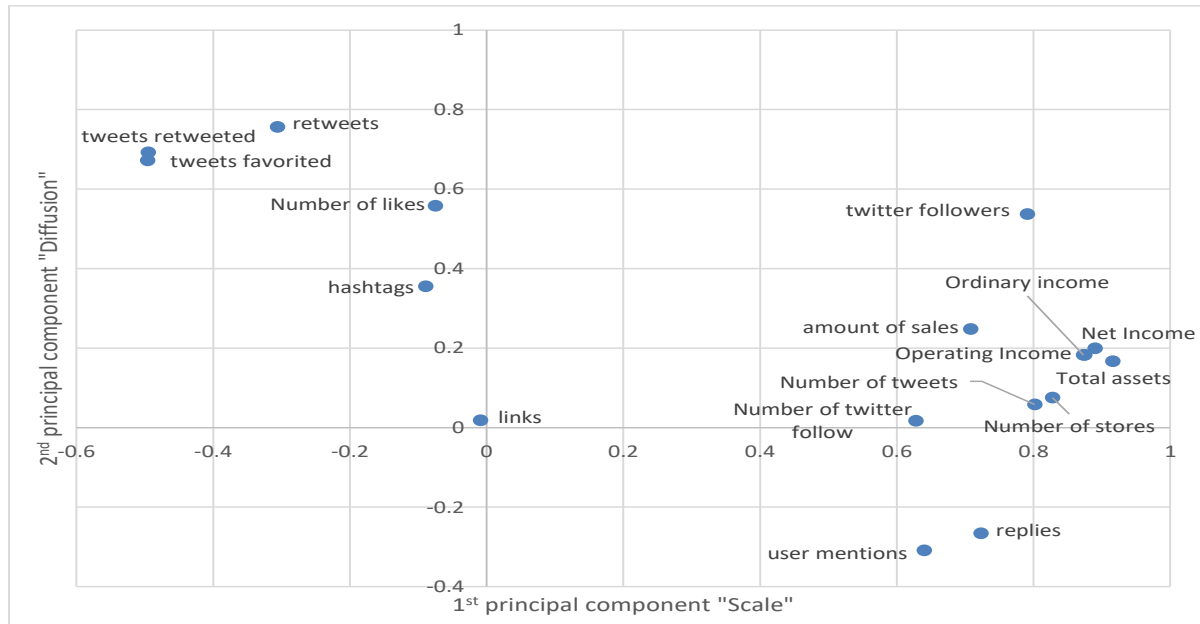 1
0.8
retweets
tweets retweeted
tweets favorited
0.6
Number of likes
twitter followers
0.4
Ordinary income
hashtags
amount of sales
Net Income
0.2
Operating Income
Total assets
Number of tweets
Number of twitter
follow
Number of stores
links
0
-0.6
-0.4
-0.2
0
0.2
0.4
0.6
0.8
1
-0.2
replies
user mentions
-0.4
1st principal component "Scale"
2nd principal component "Diffusion"